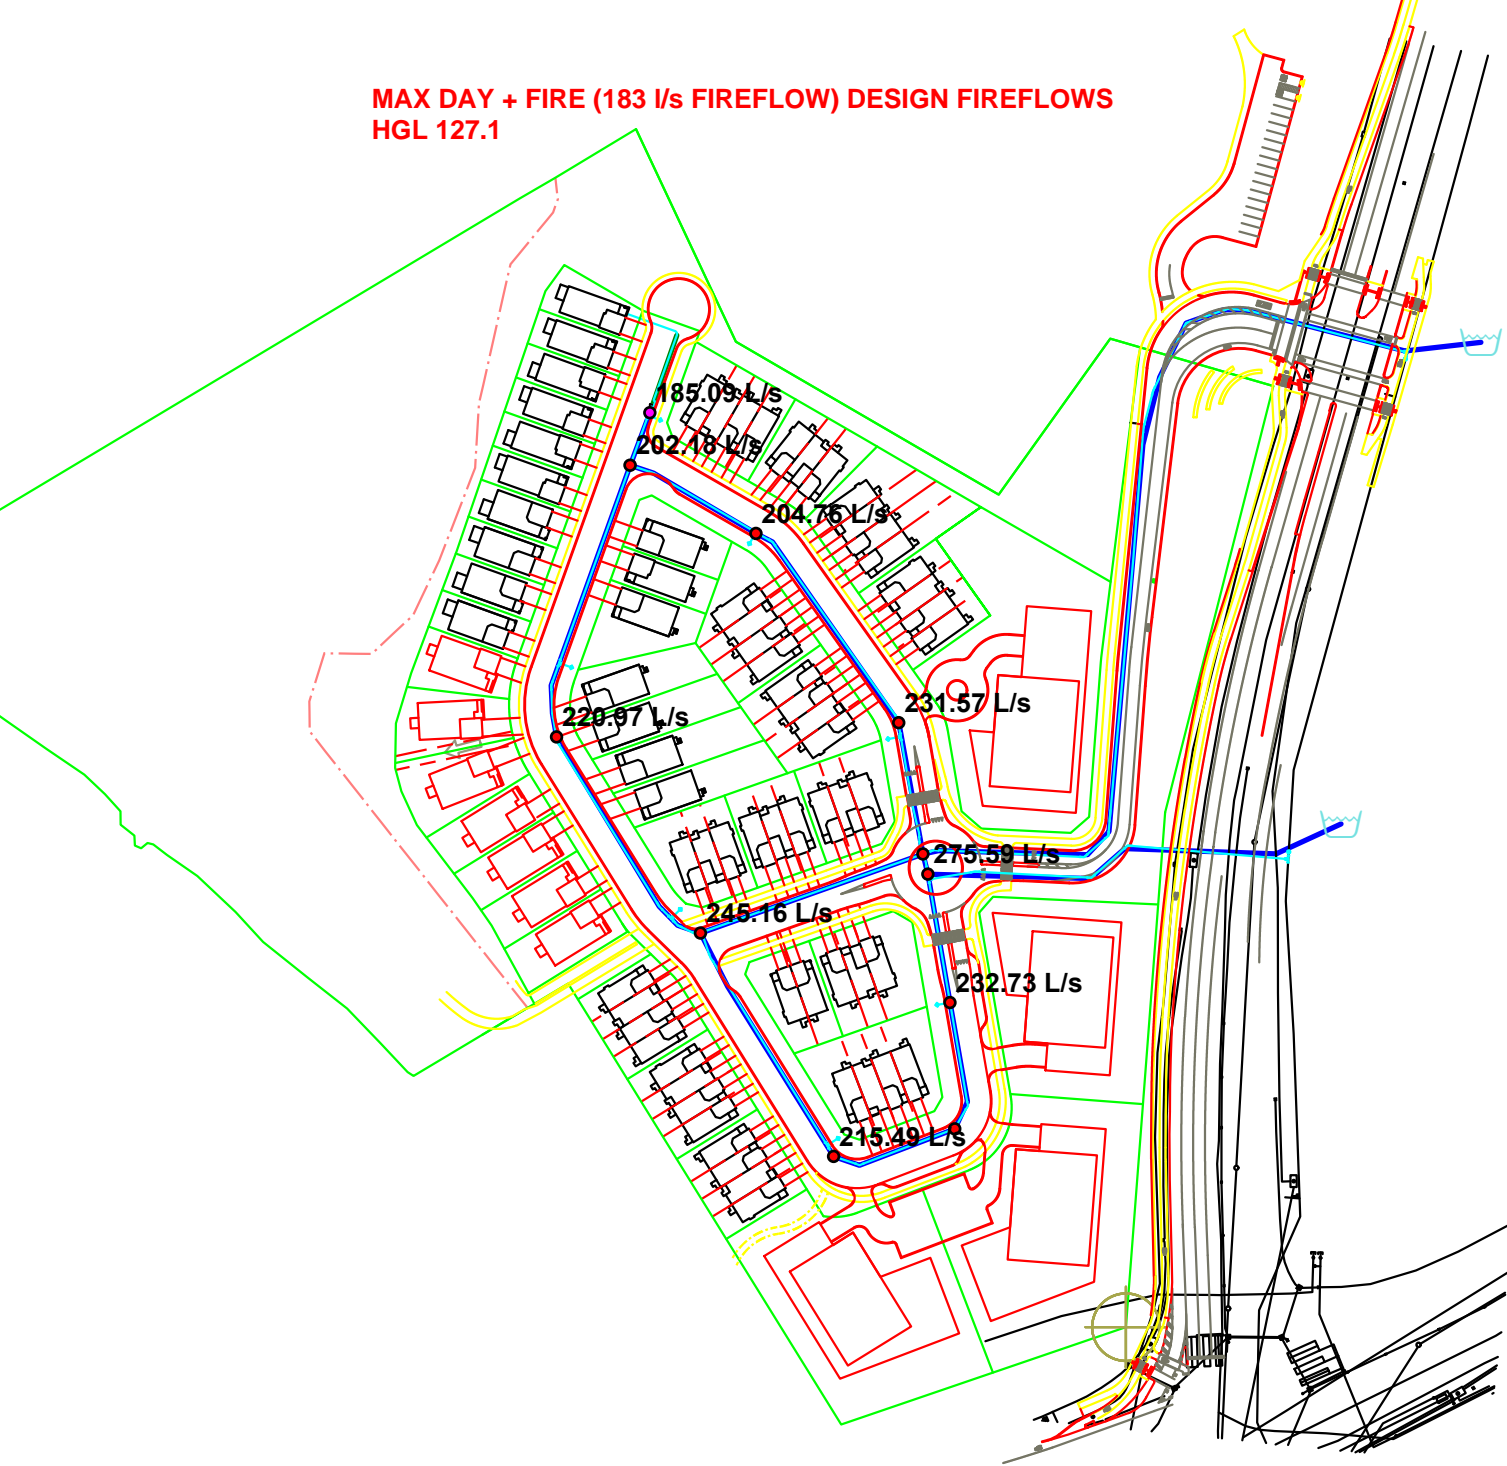 MAX DAY + FIRE (183 l/s FIREFLOW) DESIGN FIREFLOWS
HGL 127.1
185.09 L/s
202.18 L/s
204.76 L/s
231.57 L/s
220.97 L/s
275.59 L/s
245.16 L/s
232.73 L/s
215.49 L/s